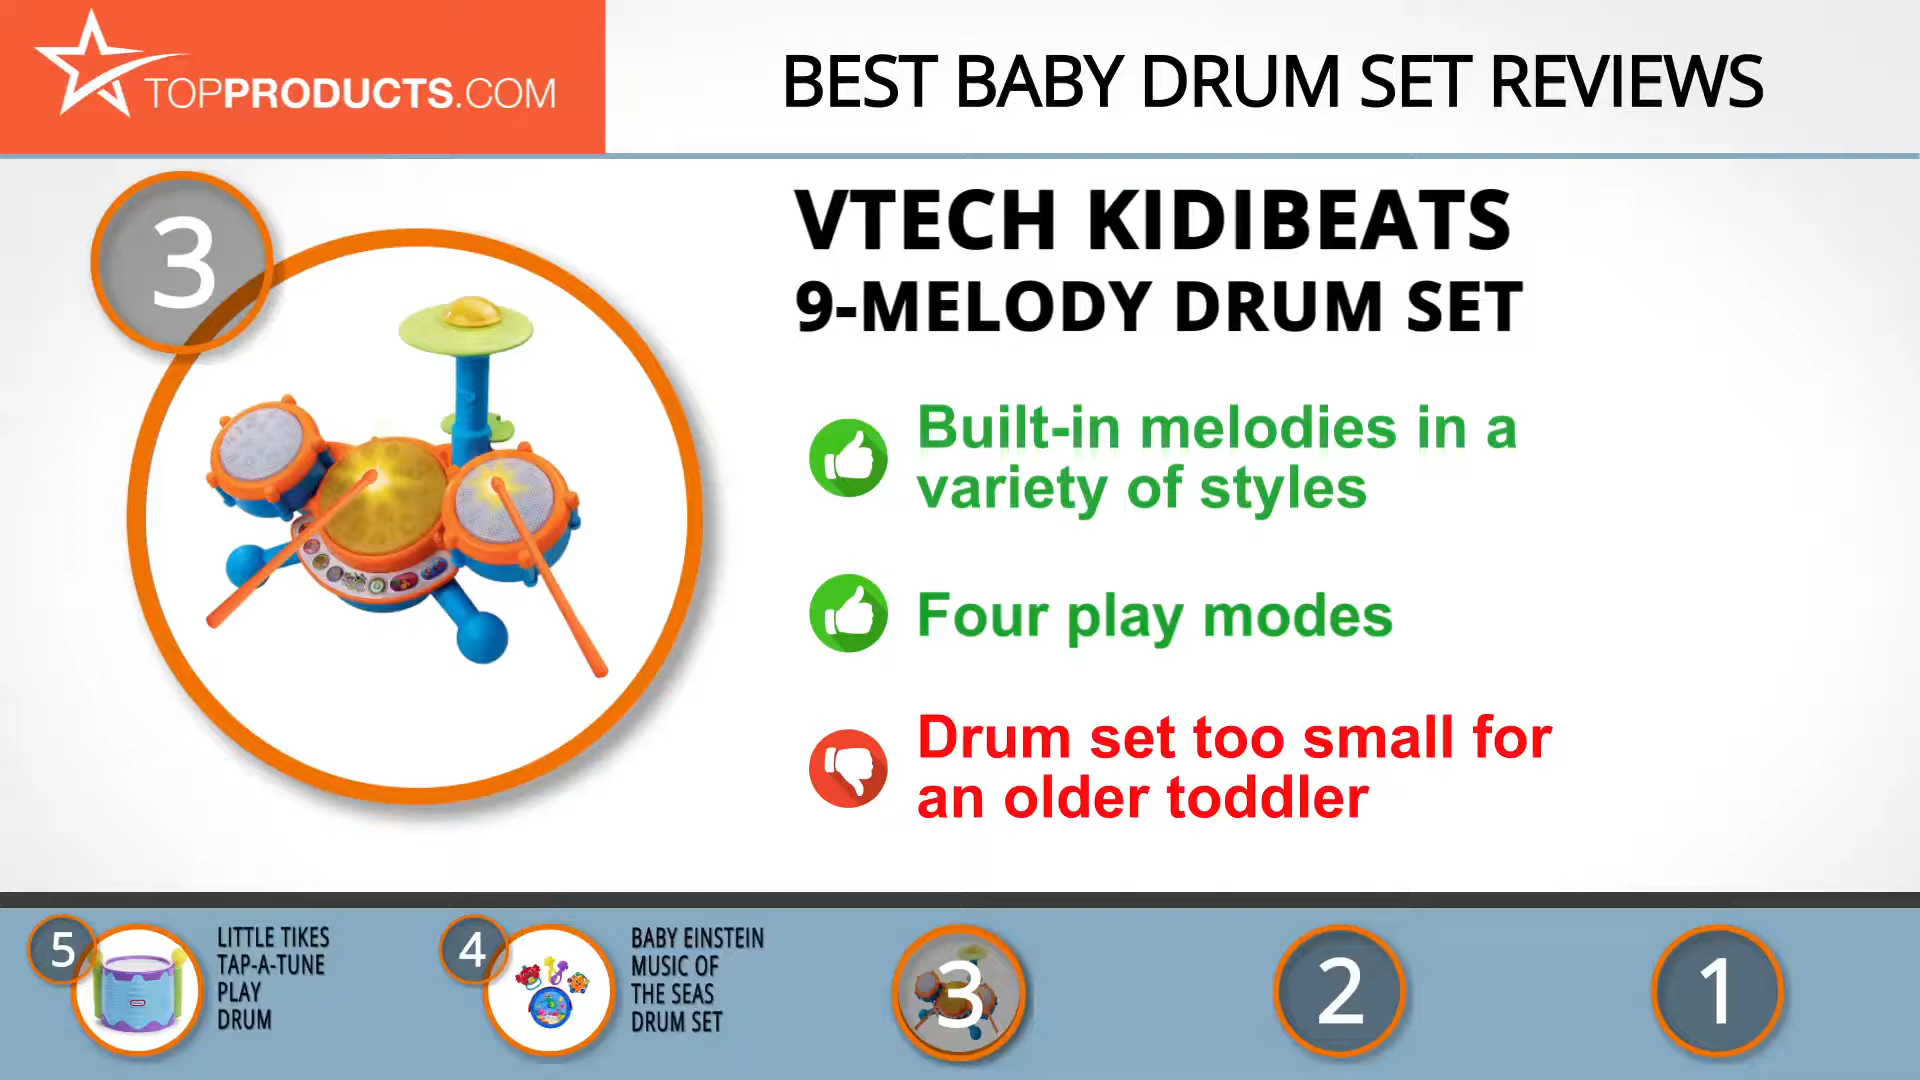 TOPPRODUCTS.COM
BEST BABY DRUM SET REVIEWS
3
VTECH KIDIBEATS
9-MELODY DRUM SET
Built-in melodies in a
variety of styles
Four play modes
Drum set too small for
an older toddler
5
LITTLE TIKES
TAP-A-TUNE
PLAY
DRUM
4
BABY EINSTEIN
MUSIC OF
THE SEAS
DRUM SET
3
2
1